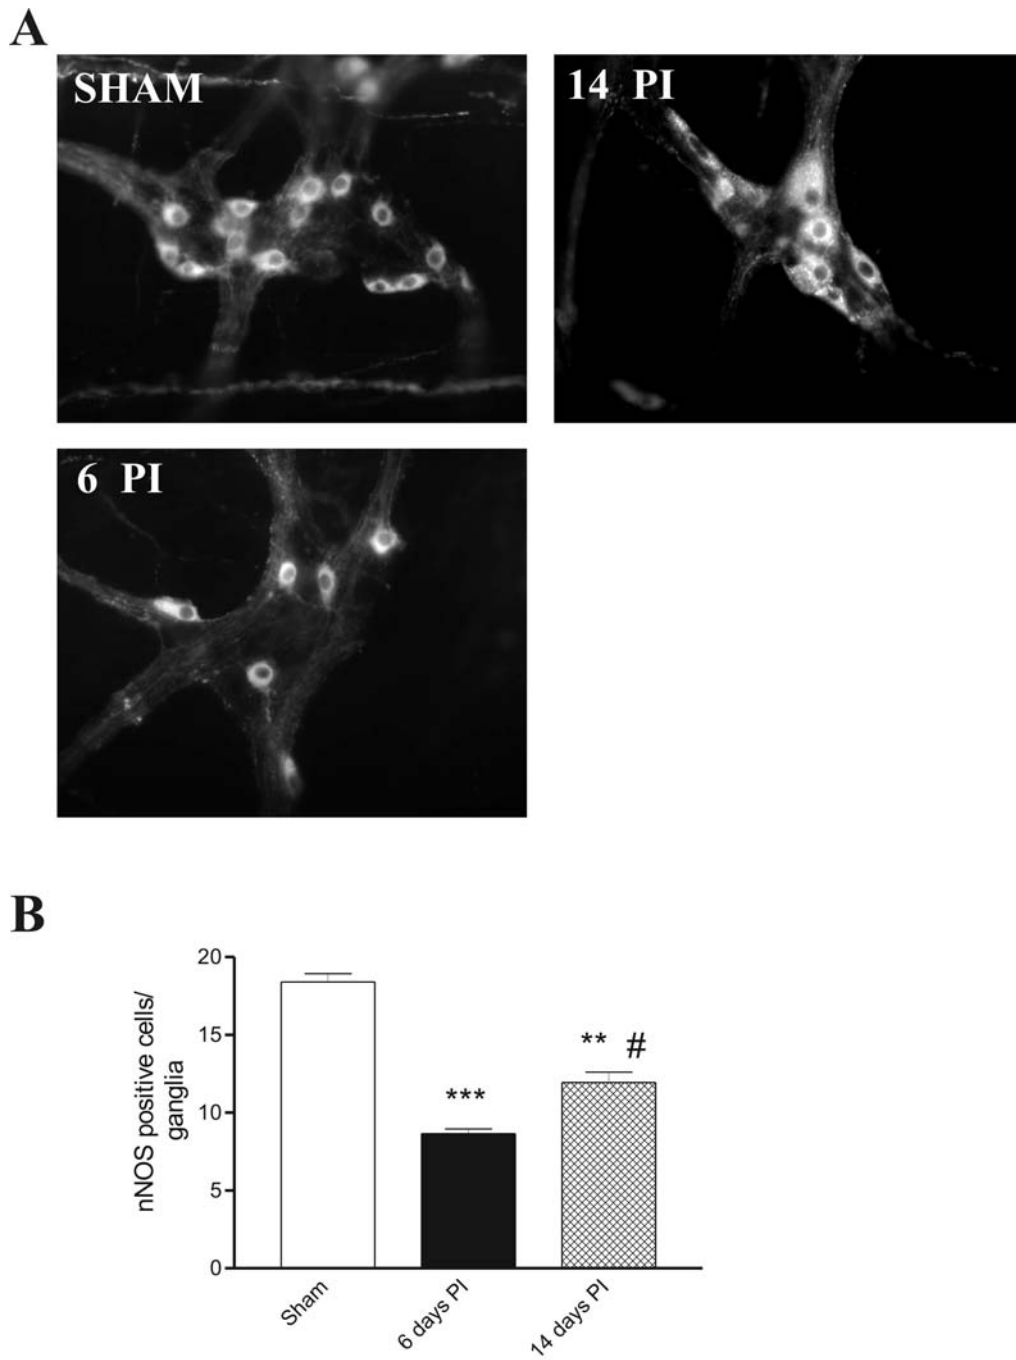 A
SHAM
14 PI
6 PI
B
nNOS positive cells/
ganglia
20
15
10
5
0
***
** #
Sham
6 days PI
14 days PI